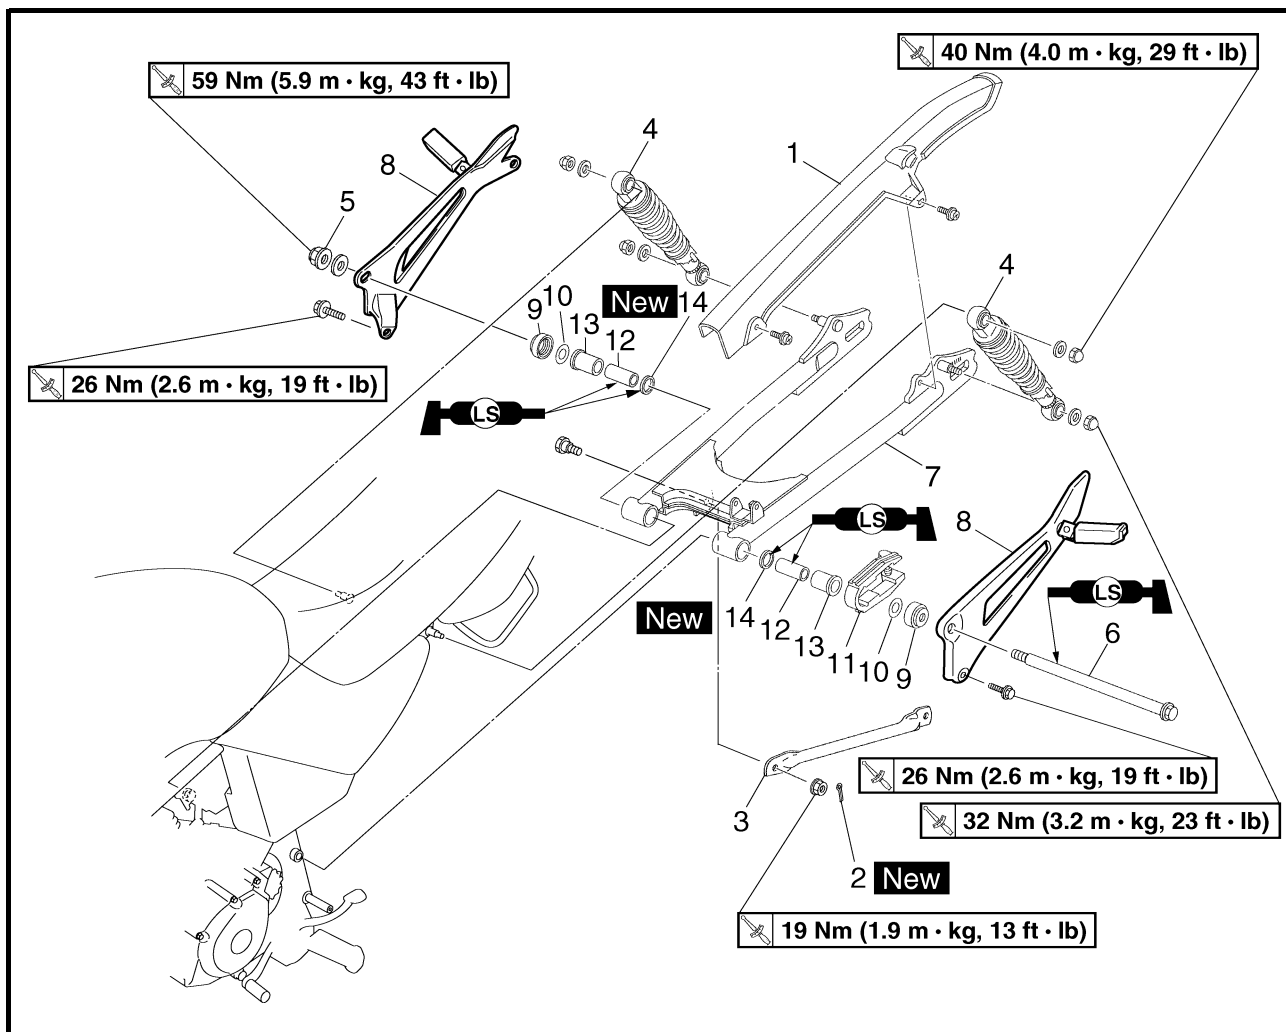 40 Nm (4.0 m • kg, 29 ft • lb)
59 Nm (5.9 m • kg, 43 ft • lb)
4
1
8
5
4
New 14
10
9
13
12
26 Nm (2.6 m • kg, 19 ft • lb)
LS
7
LS
8
LS
New
14
12
13
11
10
9
6
26 Nm (2.6 m • kg, 19 ft • lb)
3
32 Nm (3.2 m • kg, 23 ft • lb)
2 New
19 Nm (1.9 m • kg, 13 ft • lb)